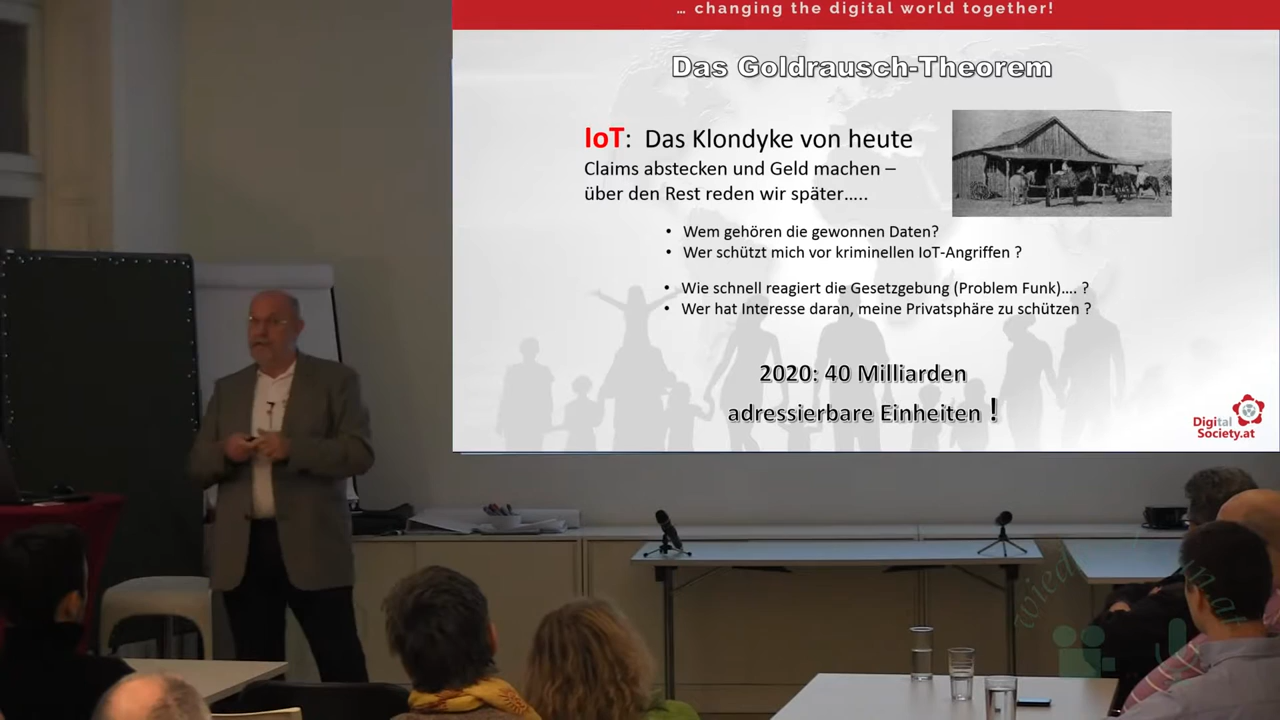 … changing the digital world together!
Das Goldrausch-Theorem
IoT: Das Klondyke von heute
Claims abstecken und Geld machen –
über den Rest reden wir später…..
• Wem gehören die gewonnen Daten?
• Wer schützt mich vor kriminellen IoT-Angriffen ?
• Wie schnell reagiert die Gesetzgebung (Problem Funk)…. ?
• Wer hat Interesse daran, meine Privatsphäre zu schützen ?
2020: 40 Milliarden
adressierbare Einheiten !
Digital
Society.at